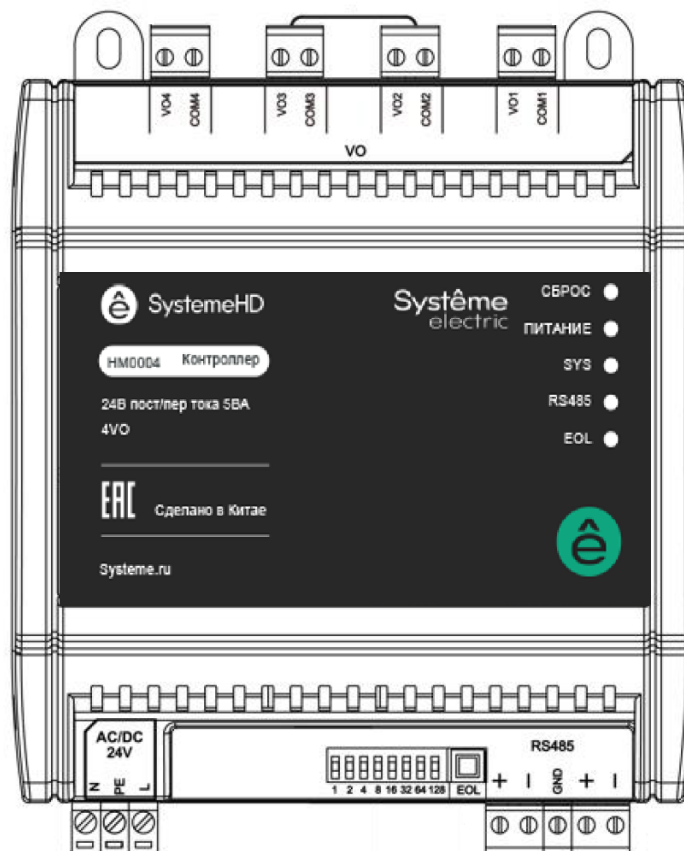 VO4 COM4 VO3 COM3 VO2 COM2 VO1 COM1
VO
SystemeHD
Système
electric
HM0004 Контроллер
24В пост/пер тока 5ВА
4VO
EAC Сделано в Китае
Systeme.ru
СБРОС
ПИТАНИЕ
SYS
RS485
EOL
ê
AC/DC
24V
N PE L
1 2 4 8 16 32 64 128 EOL
RS485
+ − GND + −